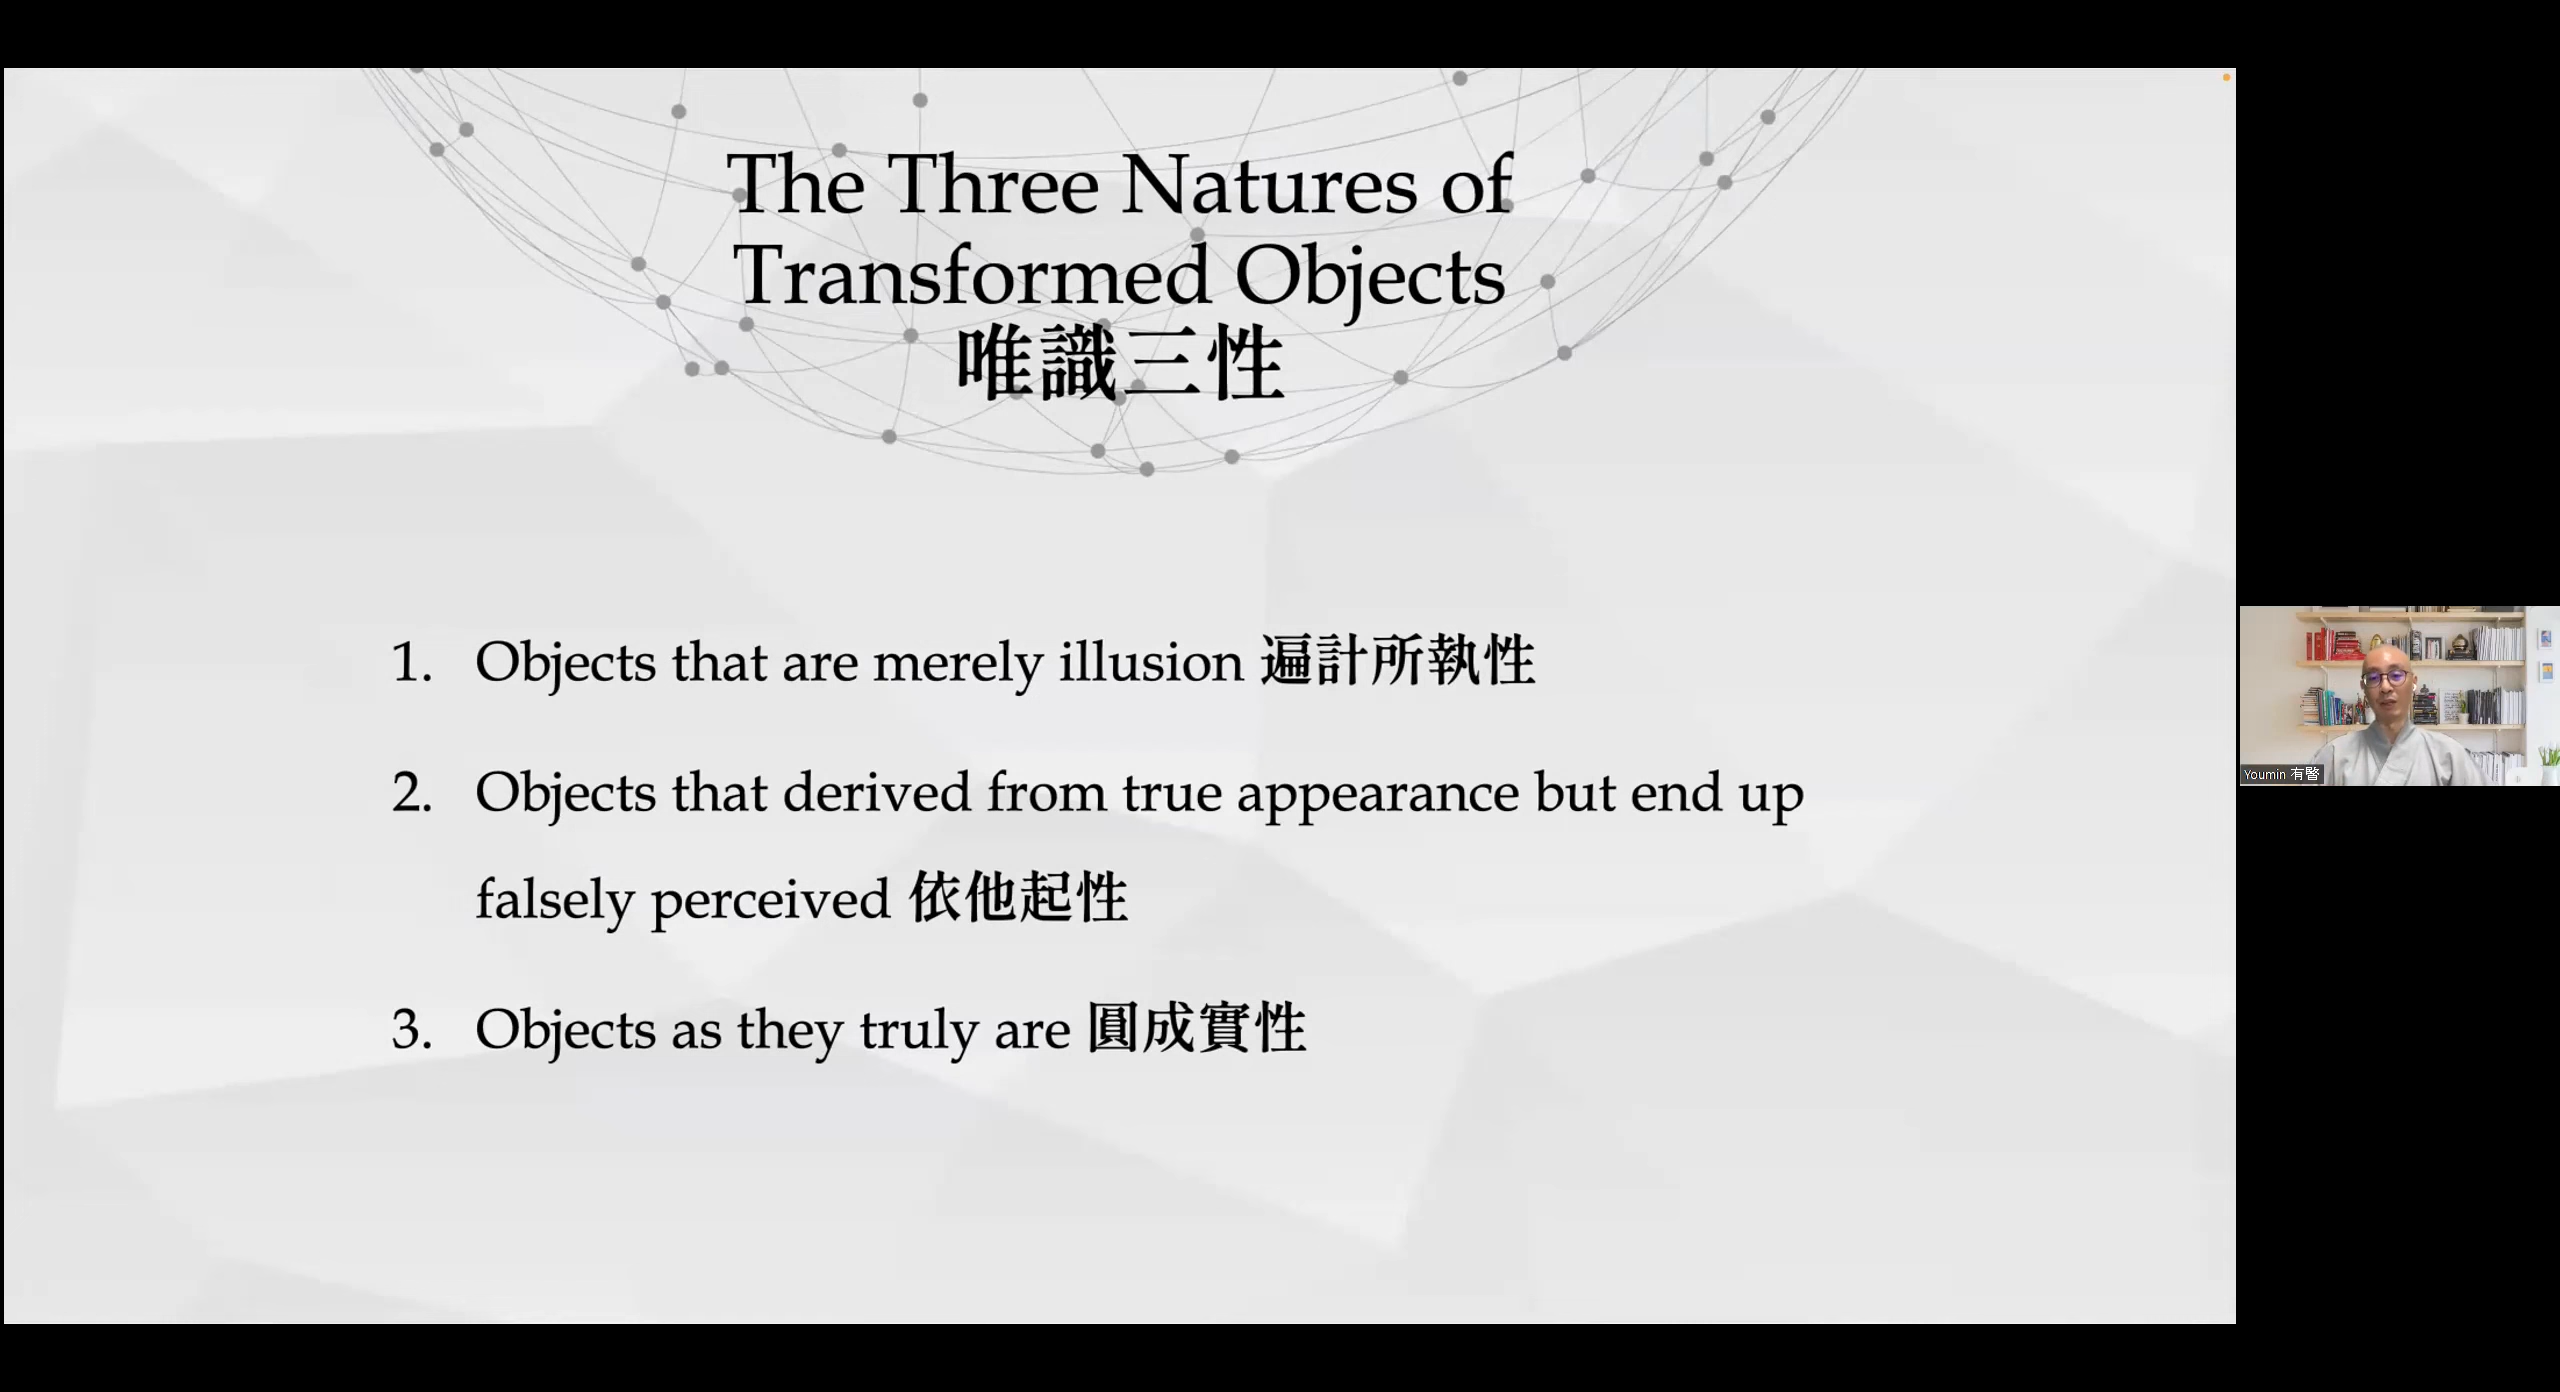 The Three Natures of
Transformed Objects
唯識三性
1. Objects that are merely illusion 遍計所執性
2. Objects that derived from true appearance but end up
falsely perceived 依他起性
3. Objects as they truly are 圓成實性
Youmin 有暋